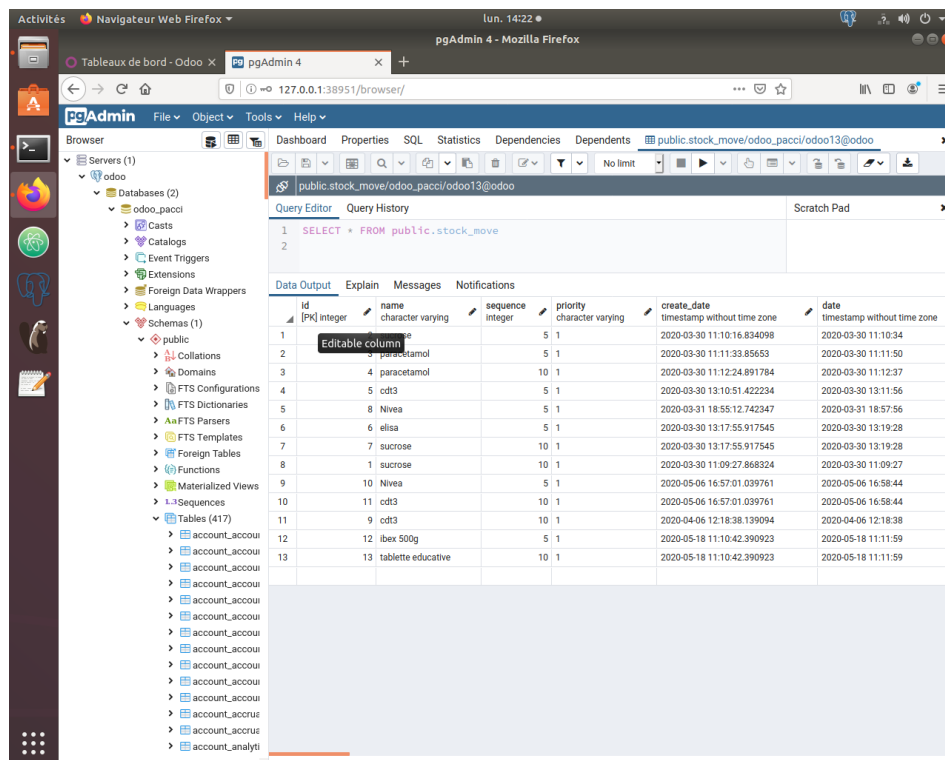 Activités Navigateur Web Firefox lun. 14:22
pgAdmin 4 - Mozilla Firefox
Tableaux de bord - Odoo pgAdmin 4
127.0.0.1:38951/browser/
pgAdmin File Object Tools Help
Browser
Dashboard Properties SQL Statistics Dependencies Dependents public.stock_move/odoo_pacci/odoo13@odoo
No limit
public.stock_move/odoo_pacci/odoo13@odoo
Query Editor Query History Scratch Pad
1 SELECT * FROM public.stock_move
2
Data Output Explain Messages Notifications
id name sequence priority create_date date
[PK] integer character varying integer character varying timestamp without time zone timestamp without time zone
Editable column
1 5 1 2020-03-30 11:10:16.834098 2020-03-30 11:10:34
2 3 paracetamol 5 1 2020-03-30 11:11:33.85653 2020-03-30 11:11:50
3 4 paracetamol 10 1 2020-03-30 11:12:24.891784 2020-03-30 11:12:37
4 5 cdt3 5 1 2020-03-30 13:10:51.422234 2020-03-30 13:11:56
5 8 Nivea 5 1 2020-03-31 18:55:12.742347 2020-03-31 18:57:56
6 6 elisa 5 1 2020-03-30 13:17:55.917545 2020-03-30 13:19:28
7 7 sucrose 10 1 2020-03-30 13:17:55.917545 2020-03-30 13:19:28
8 1 sucrose 10 1 2020-03-30 11:09:27.868324 2020-03-30 11:09:27
9 10 Nivea 5 1 2020-05-06 16:57:01.039761 2020-05-06 16:58:44
10 11 cdt3 10 1 2020-05-06 16:57:01.039761 2020-05-06 16:58:44
11 9 cdt3 10 1 2020-04-06 12:18:38.139094 2020-04-06 12:18:38
12 12 ibex 500g 5 1 2020-05-18 11:10:42.390923 2020-05-18 11:11:59
13 13 tablette educative 10 1 2020-05-18 11:10:42.390923 2020-05-18 11:11:59
Servers (1)
odoo
Databases (2)
odoo_pacci
Casts
Catalogs
Event Triggers
Extensions
Foreign Data Wrappers
Languages
Schemas (1)
public
Collations
Domains
FTS Configurations
FTS Dictionaries
FTS Parsers
FTS Templates
Foreign Tables
Functions
Materialized Views
1..3 Sequences
Tables (417)
account_accou
account_accou
account_accou
account_accou
account_accou
account_accou
account_accou
account_accou
account_accou
account_accou
account_accou
account_accrua
account_accrua
account_analyti